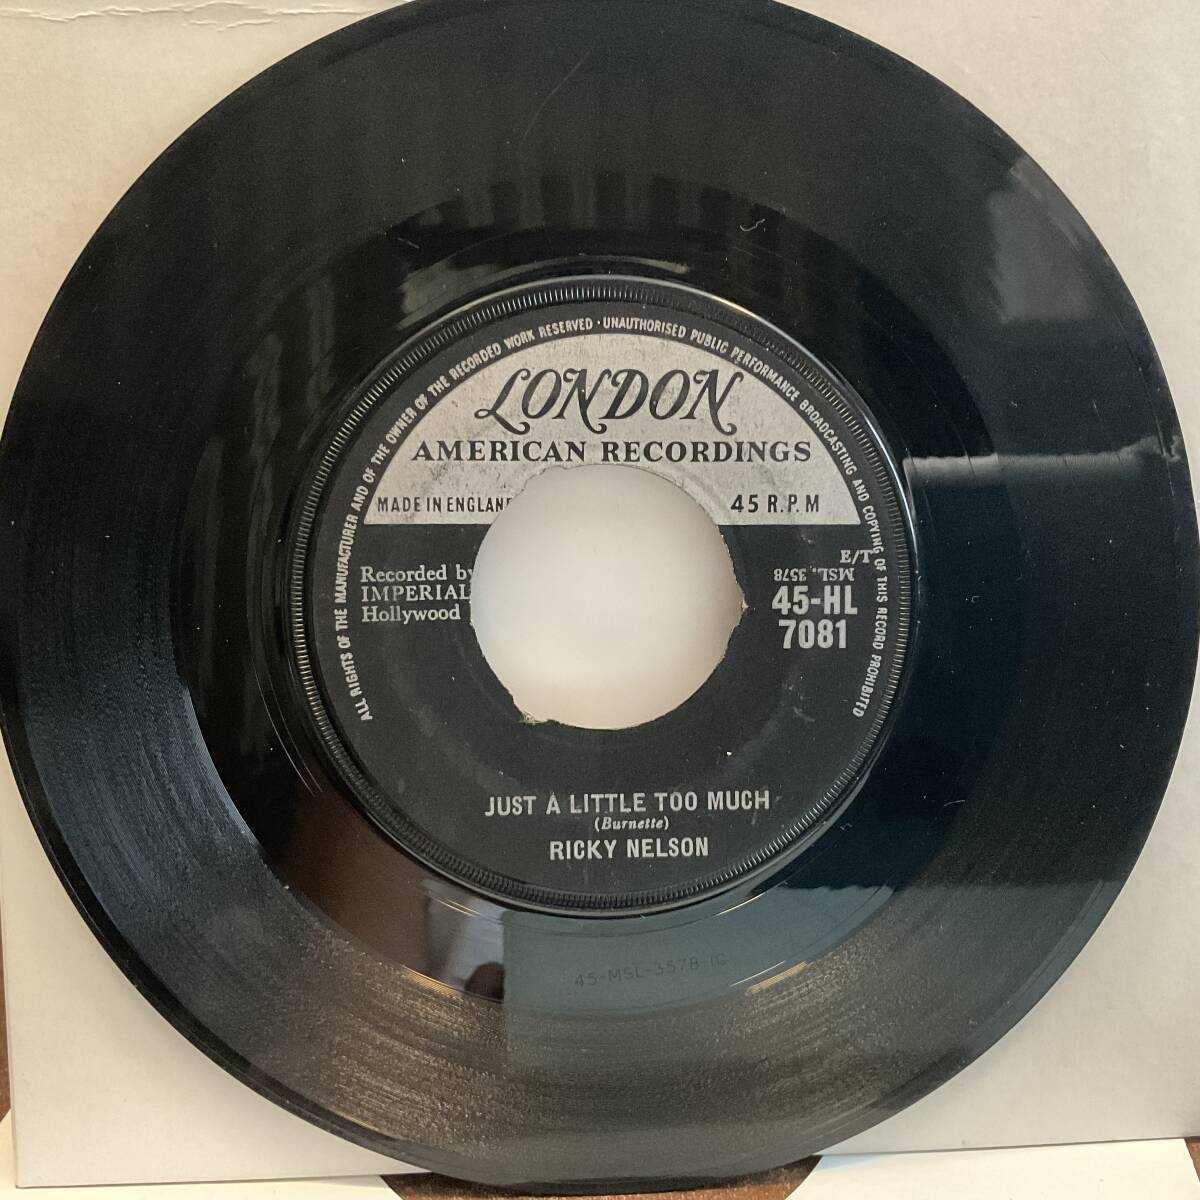 ALL RIGHTS OF THE MANUFACTURER AND OF THE OWNER OF THE RECORDED WORK RESERVED · UNAUTHORISED PUBLIC PERFORMANCE BROADCASTING AND COPYING OF THIS RECORD PROHIBITED
LONDON
AMERICAN RECORDINGS
MADE IN ENGLAND
45 R.P.M
Recorded by
IMPERIAL
Hollywood
E/T
MSL. 3578
45-HL
7081
JUST A LITTLE TOO MUCH
(Burnette)
RICKY NELSON
45-MSL-3578-1C